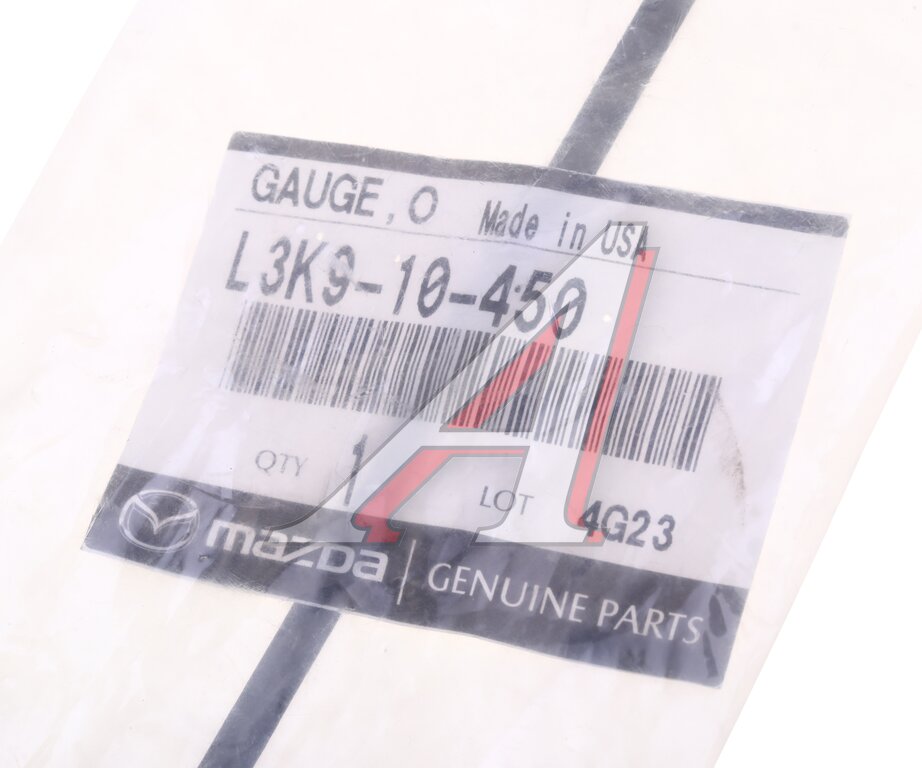 GAUGE, O Made in USA
L3K9-10-450
QTY 1 LOT 4G23
mazda GENUINE PARTS